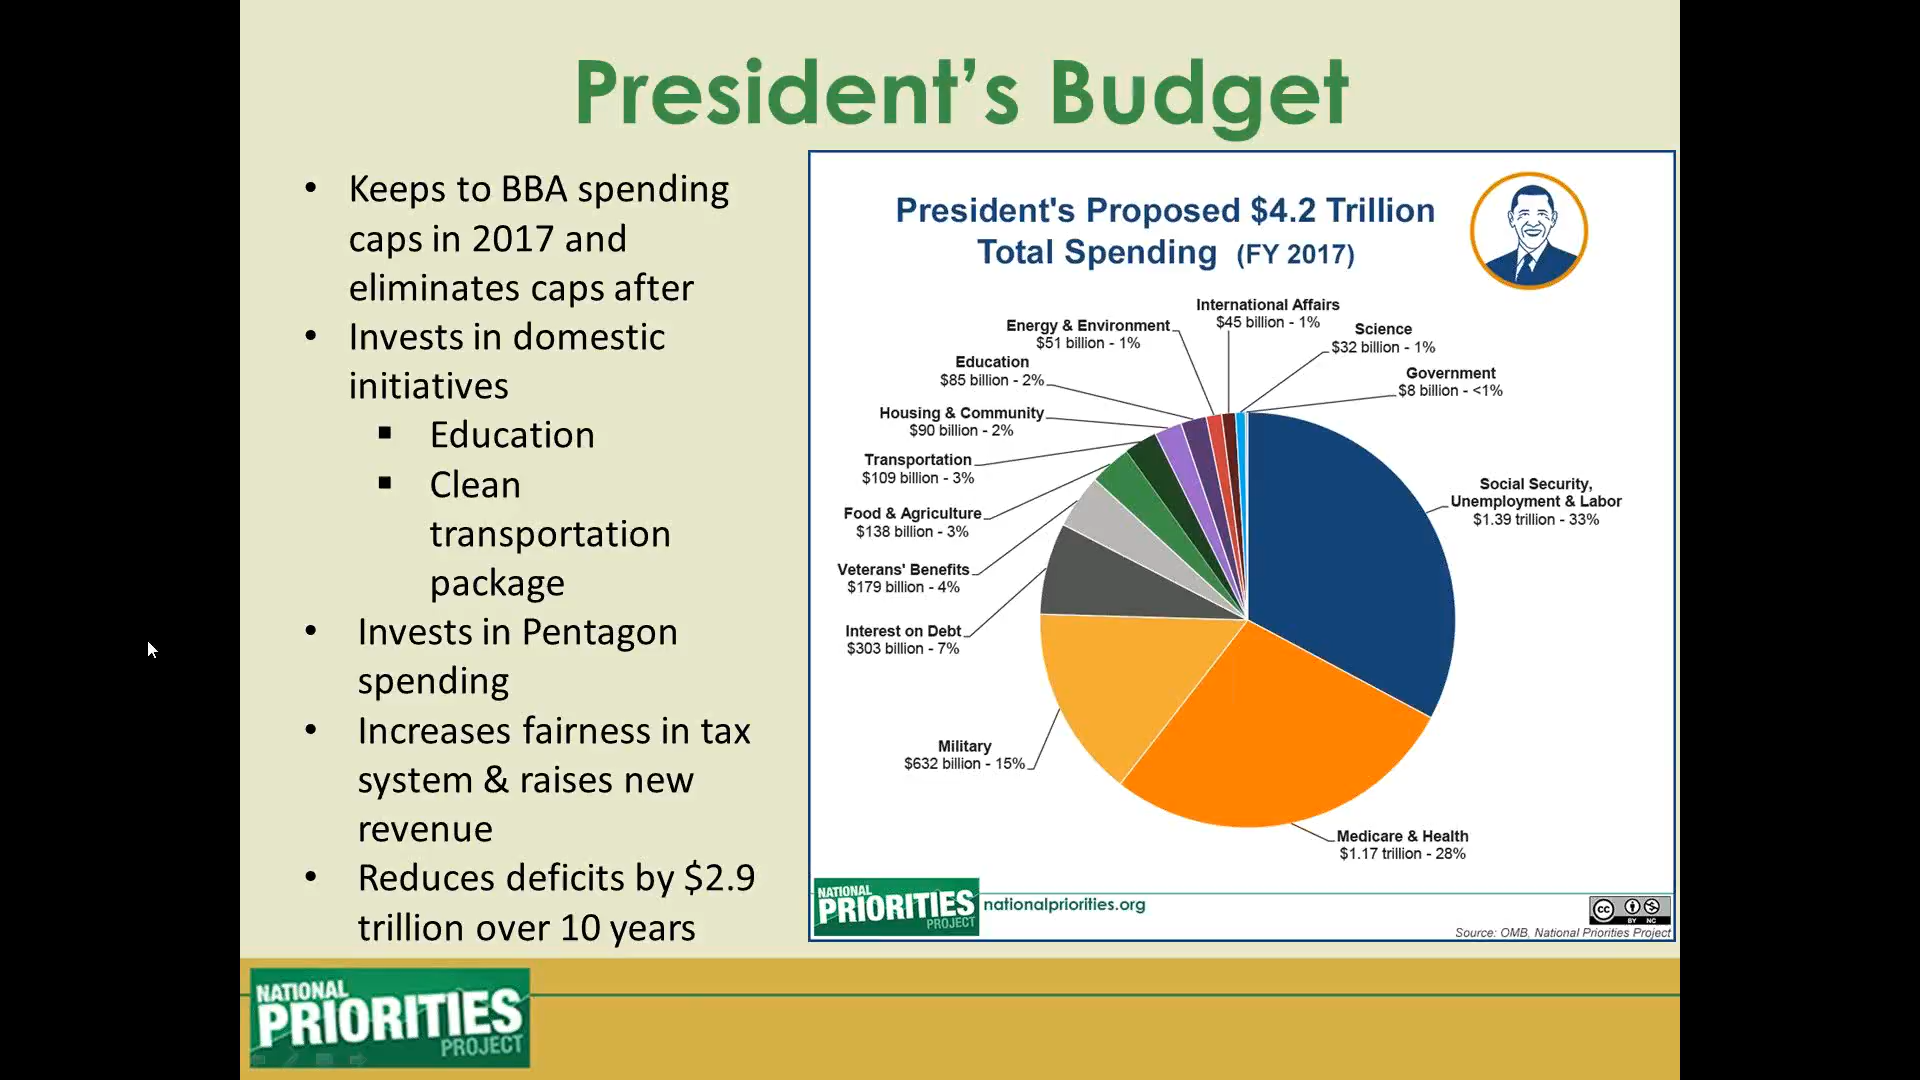 President’s Budget
• Keeps to BBA spending
caps in 2017 and
eliminates caps after
• Invests in domestic
initiatives
▪ Education
▪ Clean
transportation
package
• Invests in Pentagon
spending
• Increases fairness in tax
system & raises new
revenue
• Reduces deficits by $2.9
trillion over 10 years
President's Proposed $4.2 Trillion
Total Spending (FY 2017)
International Affairs
$45 billion - 1%
Energy & Environment
$51 billion - 1%
Science
$32 billion - 1%
Education
$85 billion - 2%
Government
$8 billion - <1%
Housing & Community
$90 billion - 2%
Transportation
$109 billion - 3%
Social Security,
Unemployment & Labor
$1.39 trillion - 33%
Food & Agriculture
$138 billion - 3%
Veterans' Benefits
$179 billion - 4%
Interest on Debt
$303 billion - 7%
Military
$632 billion - 15%
Medicare & Health
$1.17 trillion - 28%
NATIONAL
PRIORITIES
PROJECT
nationalpriorities.org
cc
BY NC
Source: OMB, National Priorities Project
NATIONAL
PRIORITIES
PROJECT